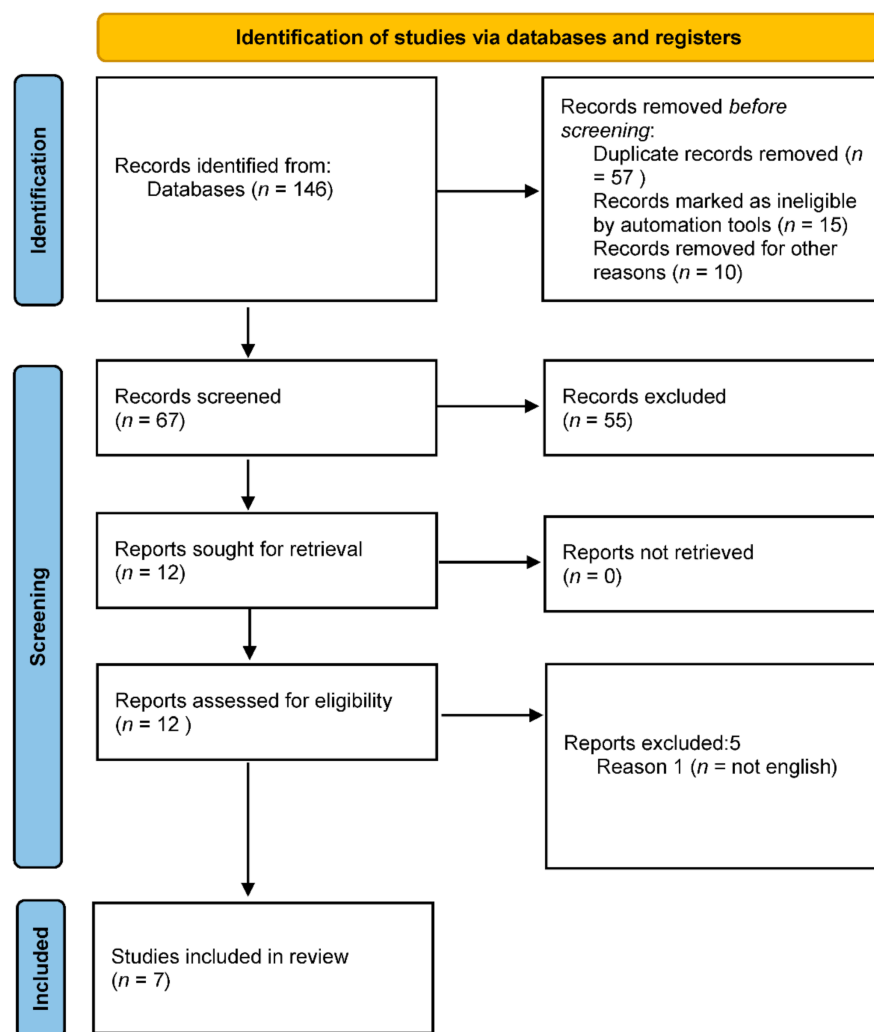 Identification of studies via databases and registers
Identification
Records identified from:
Databases (n = 146)
Records removed before
screening:
Duplicate records removed (n
= 57 )
Records marked as ineligible
by automation tools (n = 15)
Records removed for other
reasons (n = 10)
Screening
Records screened
(n = 67)
Records excluded
(n = 55)
Reports sought for retrieval
(n = 12)
Reports not retrieved
(n = 0)
Reports assessed for eligibility
(n = 12 )
Reports excluded:5
Reason 1 (n = not english)
Included
Studies included in review
(n = 7)